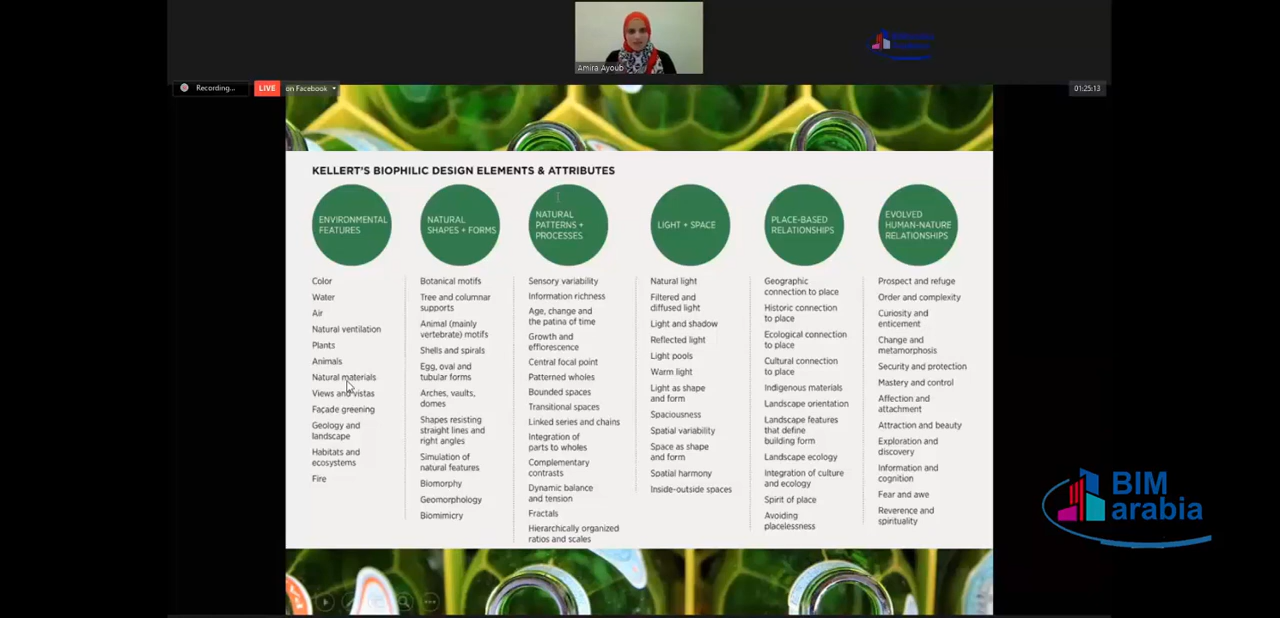 Amira Ayoub
Recording...
LIVE
on Facebook
01:25:13
KELLERT'S BIOPHILIC DESIGN ELEMENTS & ATTRIBUTES
ENVIRONMENTAL
FEATURES
Color
Water
Air
Natural ventilation
Plants
Animals
Natural materials
Views and vistas
Façade greening
Geology and
landscape
Habitats and
ecosystems
Fire
NATURAL
SHAPES + FORMS
Botanical motifs
Tree and columnar
supports
Animal (mainly
vertebrate) motifs
Shells and spirals
Egg, oval and
tubular forms
Arches, vaults,
domes
Shapes resisting
straight lines and
right angles
Simulation of
natural features
Biomorphy
Geomorphology
Biomimicry
NATURAL
PATTERNS +
PROCESSES
Sensory variability
Information richness
Age, change and
the patina of time
Growth and
efflorescence
Central focal point
Patterned wholes
Bounded spaces
Transitional spaces
Linked series and chains
Integration of
parts to wholes
Complementary
contrasts
Dynamic balance
and tension
Fractals
Hierarchically organized
ratios and scales
LIGHT + SPACE
Natural light
Filtered and
diffused light
Light and shadow
Reflected light
Light pools
Warm light
Light as shape
and form
Spaciousness
Spatial variability
Space as shape
and form
Spatial harmony
Inside-outside spaces
PLACE-BASED
RELATIONSHIPS
Geographic
connection to place
Historic connection
to place
Ecological connection
to place
Cultural connection
to place
Indigenous materials
Landscape orientation
Landscape features
that define
building form
Landscape ecology
Integration of culture
and ecology
Spirit of place
Avoiding
placelessness
EVOLVED
HUMAN-NATURE
RELATIONSHIPS
Prospect and refuge
Order and complexity
Curiosity and
enticement
Change and
metamorphosis
Security and protection
Mastery and control
Affection and
attachment
Attraction and beauty
Exploration and
discovery
Information and
cognition
Fear and awe
Reverence and
spirituality
BIM
arabia